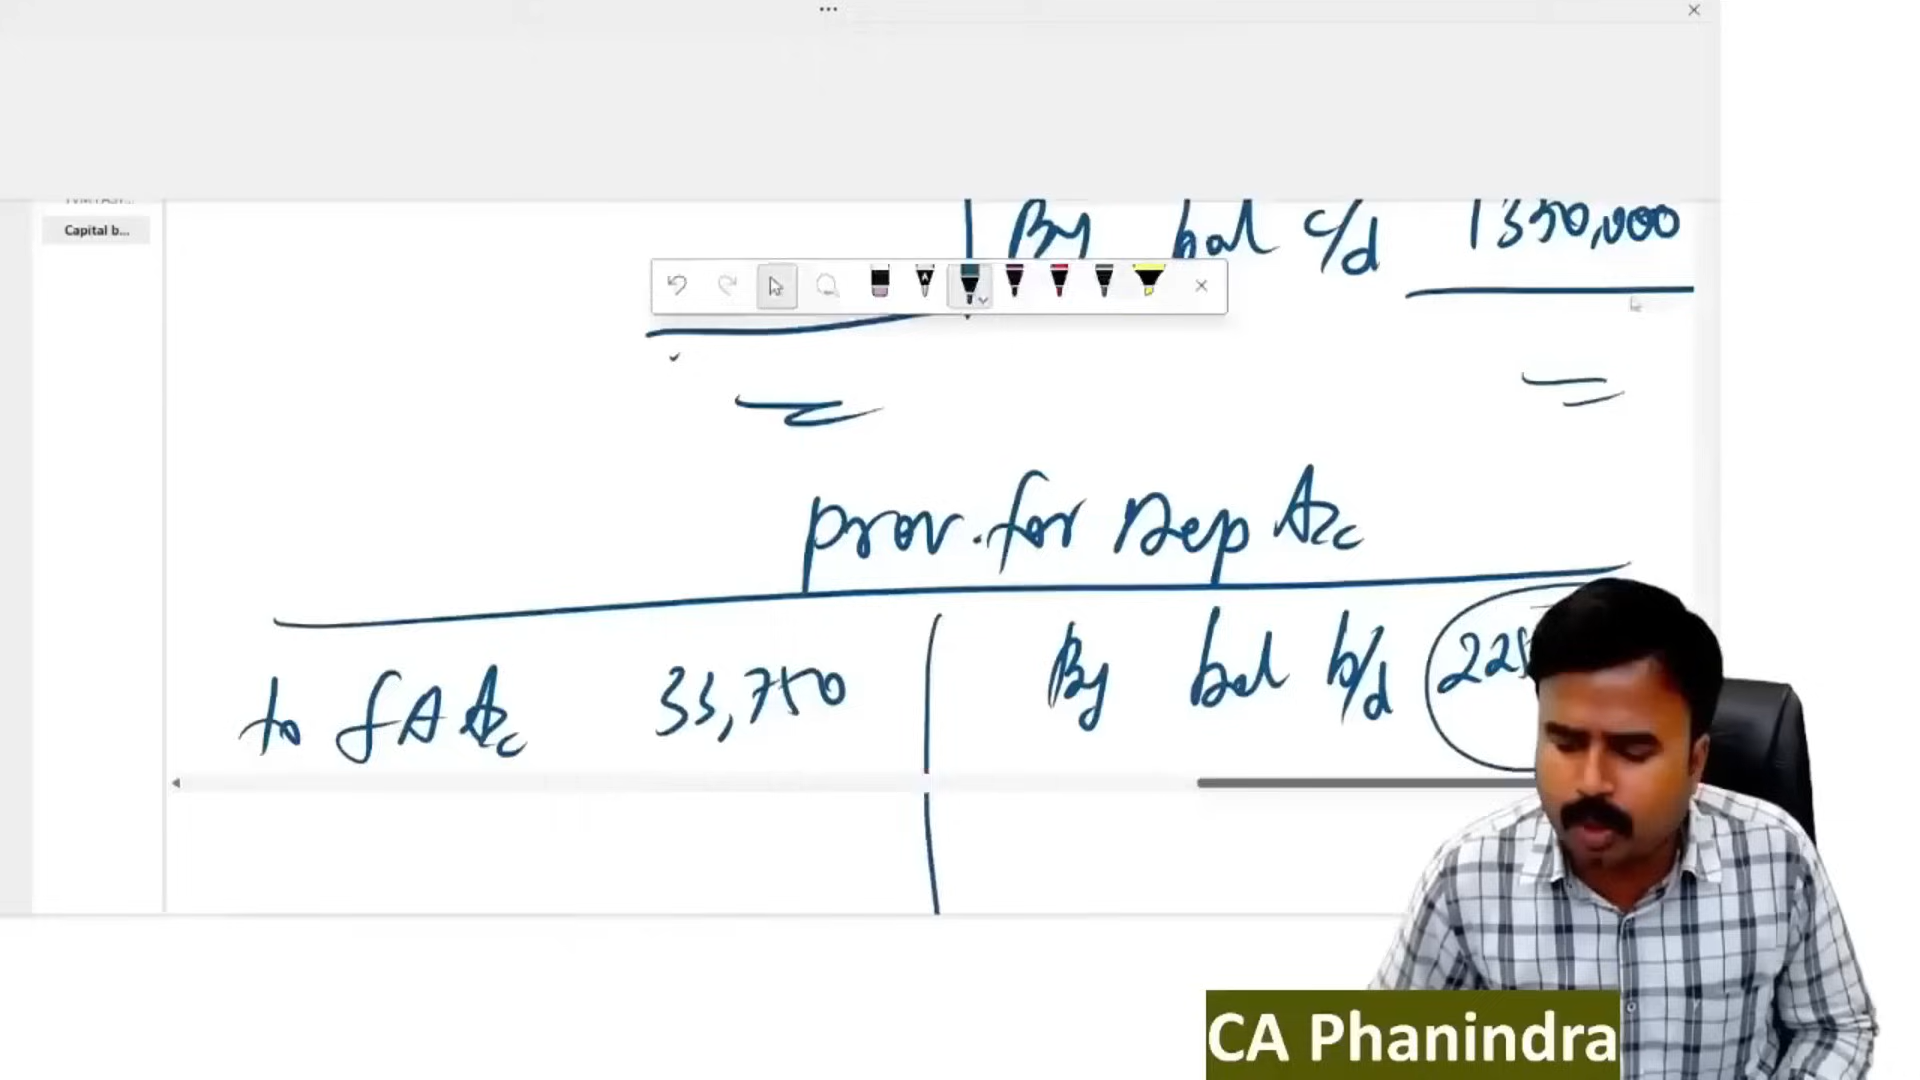 Capital b...
By bal c/d 1350,000
prov. for Dep A/c
to fA A/c 33,750 By bal b/d
CA Phanindra